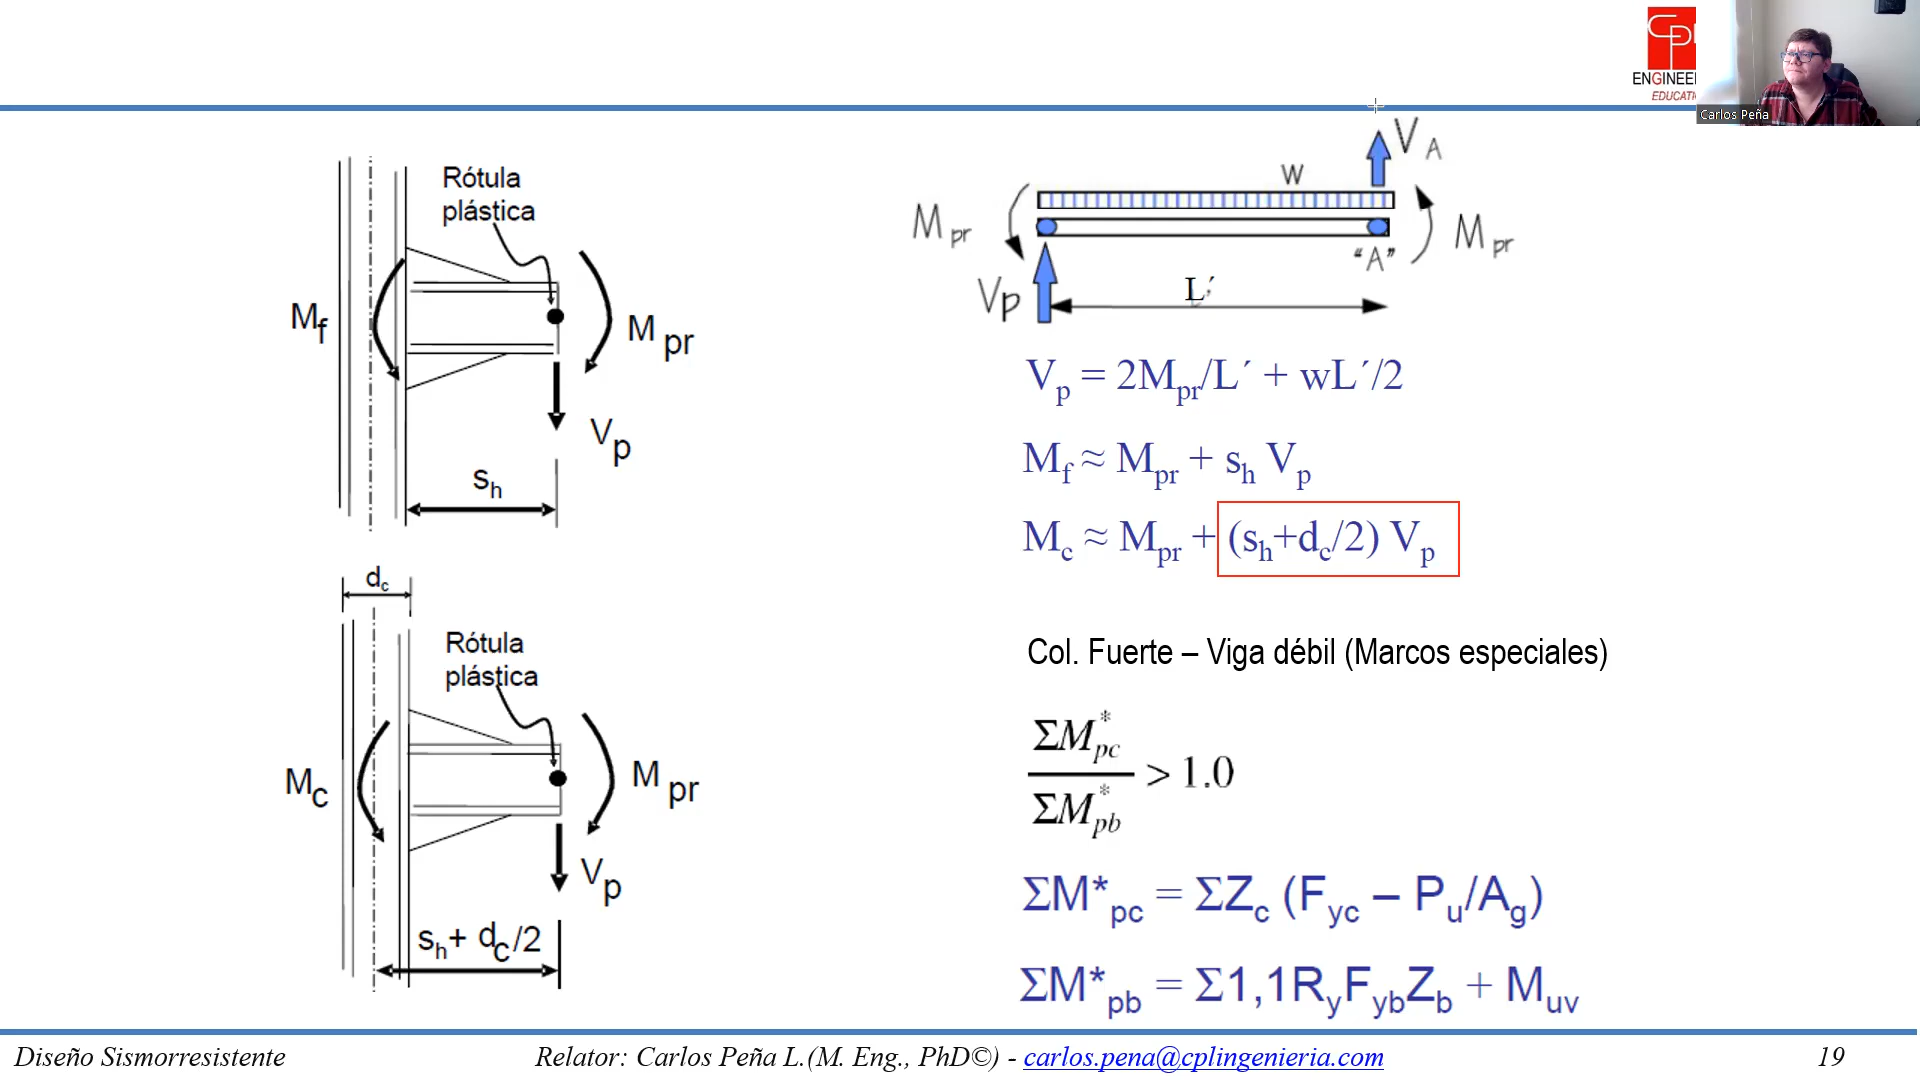 CP
ENGINEE
EDUCATI
Carlos Peña
Rótula
plástica
M_f
M_pr
V_p
s_h
d_c
Rótula
plástica
M_c
M_pr
V_p
s_h + d_c/2
V_A
w
M_pr
M_pr
"A"
V_p
L´
V_p = 2M_pr/L´ + wL´/2
M_f ≈ M_pr + s_h V_p
M_c ≈ M_pr + (s_h+d_c/2) V_p
Col. Fuerte – Viga débil (Marcos especiales)
ΣM*_pc
ΣM*_pb
> 1.0
ΣM*_pc = ΣZ_c (F_yc – P_u/A_g)
ΣM*_pb = Σ1,1R_yF_ybZ_b + M_uv
Diseño Sismorresistente
Relator: Carlos Peña L.(M. Eng., PhD©) - carlos.pena@cplingenieria.com
19